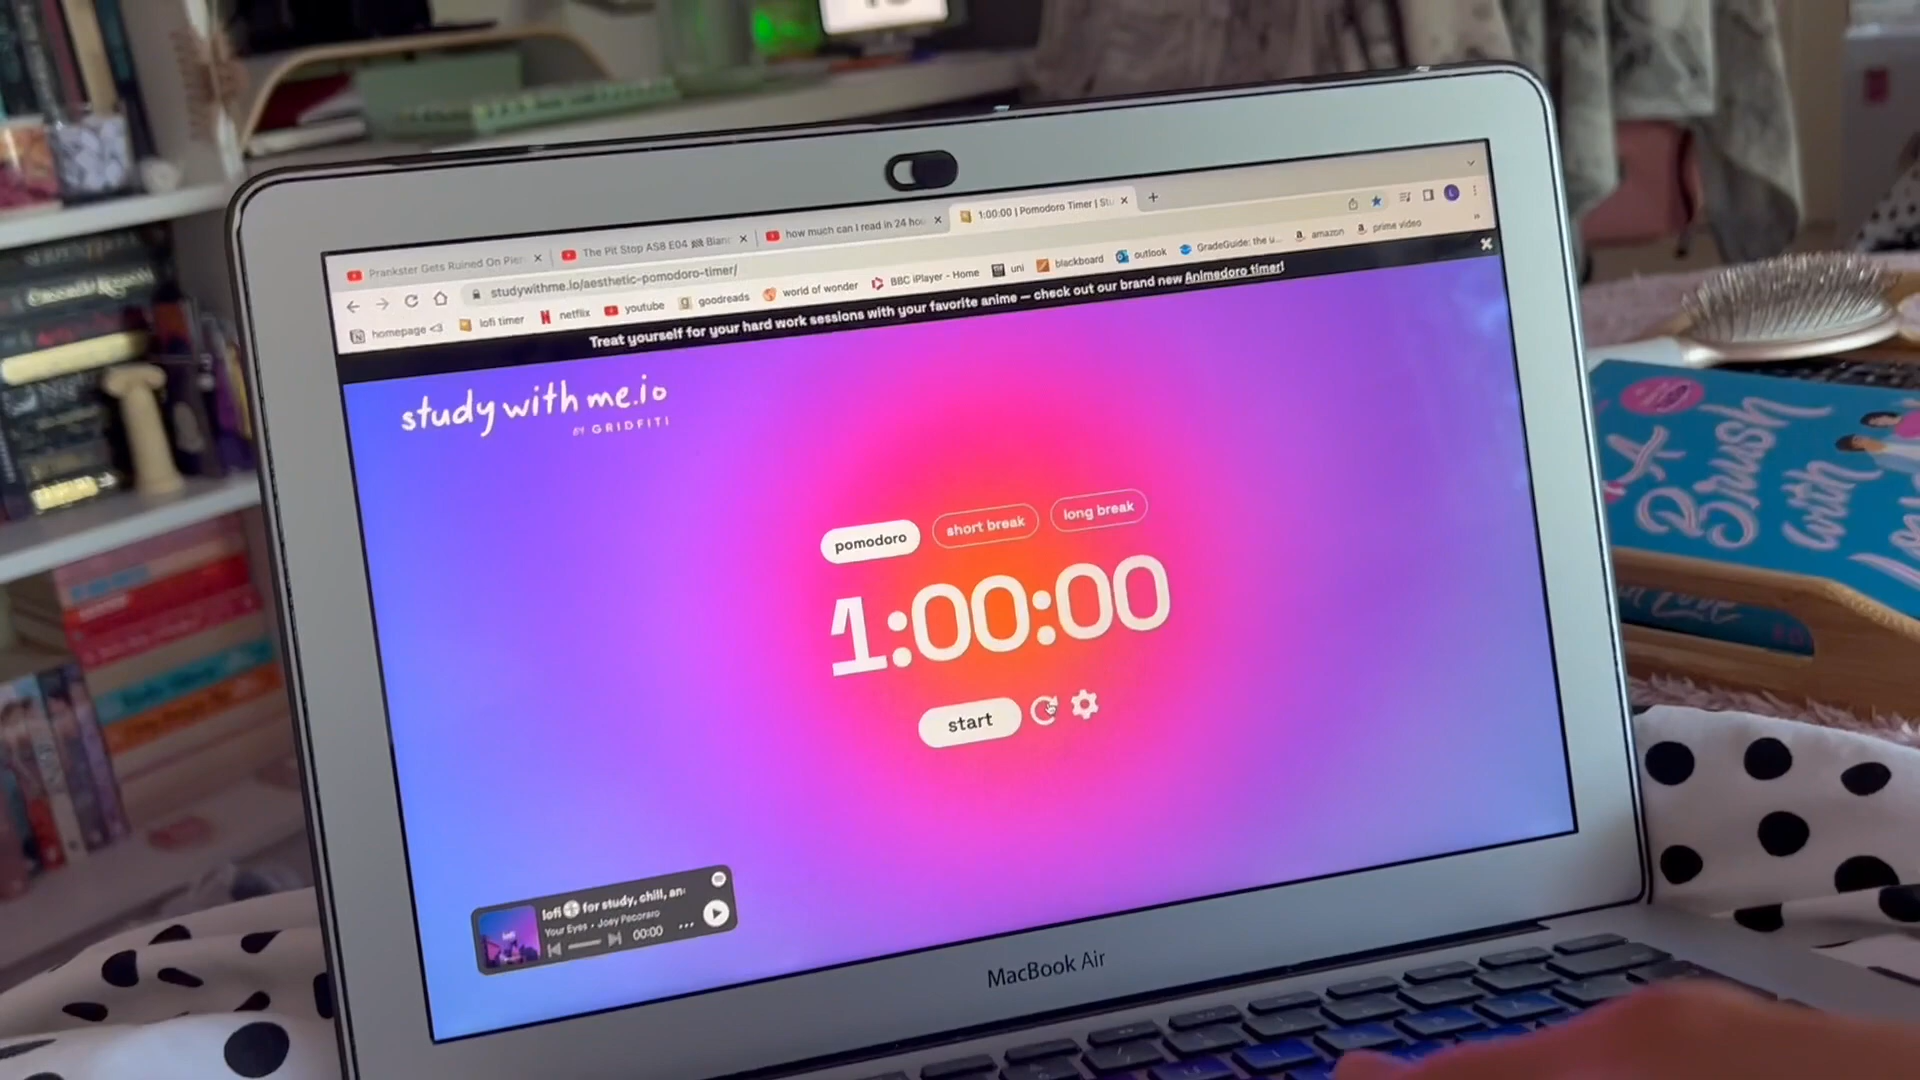 Prankster Gets Ruined On Pier
The Pit Stop AS8 E04
how much can I read in 24 hou
1:00:00 | Pomodoro Timer | Stu
studywithme.io/aesthetic-pomodoro-timer/
homepage <3
lofi timer
netflix
youtube
goodreads
world of wonder
BBC iPlayer - Home
uni
blackboard
outlook
GradeGuide: the u...
amazon
prime video
Treat yourself for your hard work sessions with your favorite anime — check out our brand new Animedoro timer!
study with me.io
BY GRIDFITI
pomodoro
short break
long break
1:00:00
start
lofi for study, chill, an
Your Eyes • Joey Pecoraro
00:00
MacBook Air
A
Brush
with